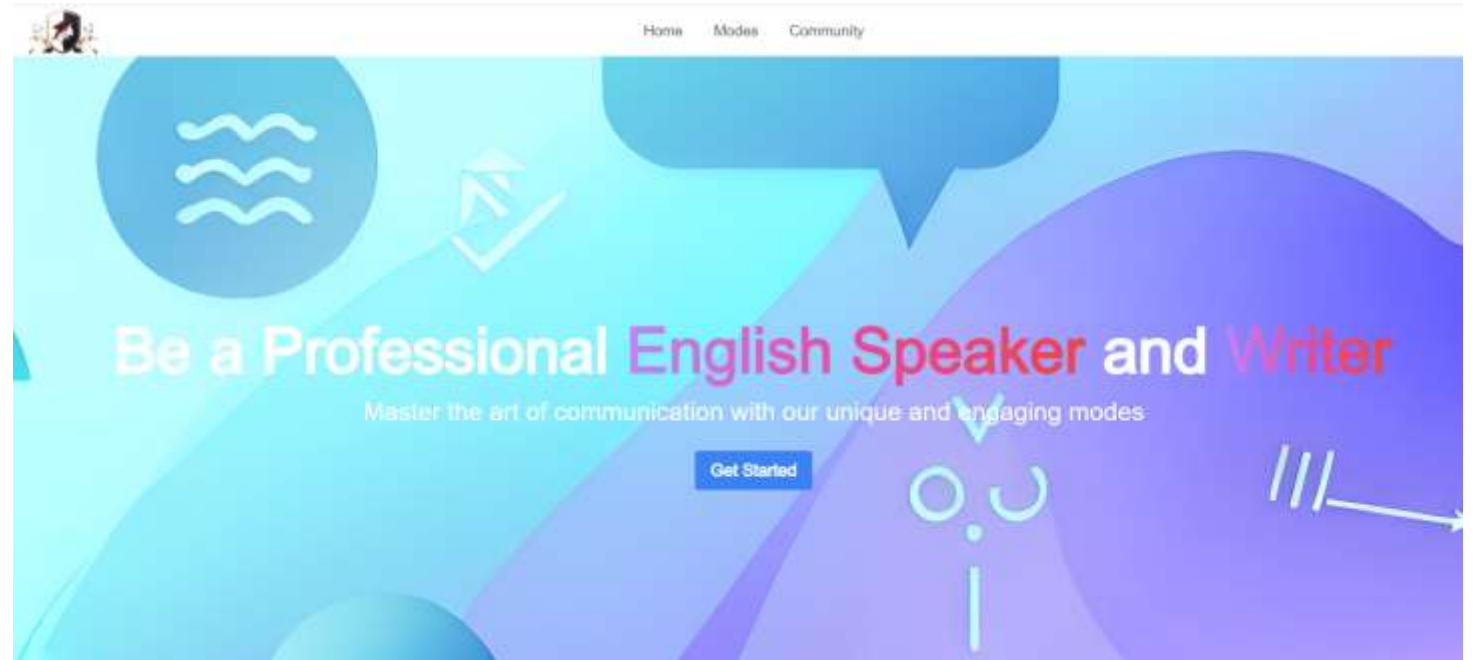 Home Modes Community
Be a Professional English Speaker and Writer
Master the art of communication with our unique and engaging modes
Get Started